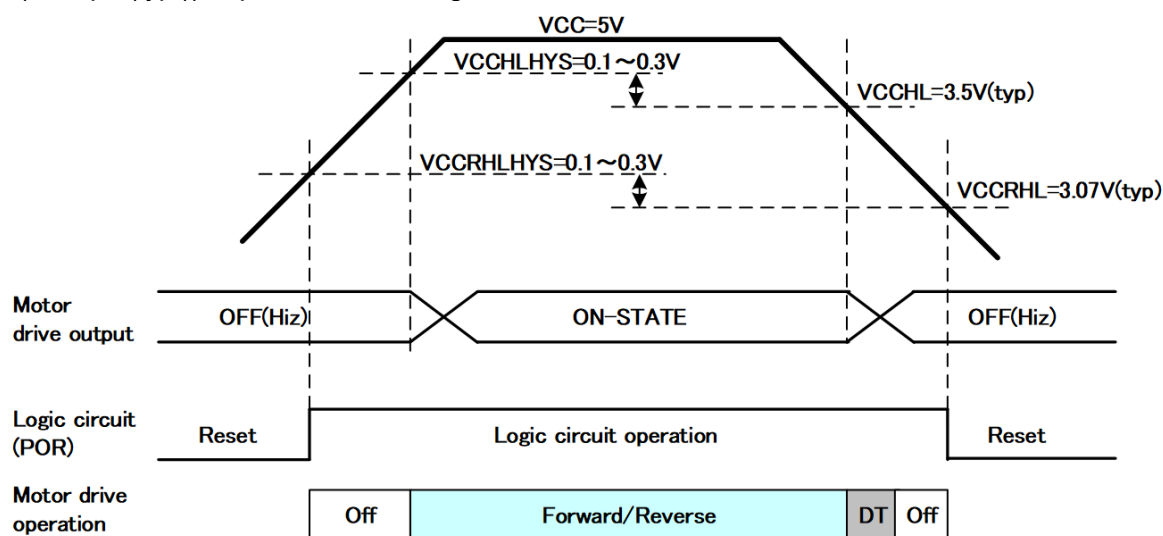 VCC=5V
VCCHLHYS=0.1～0.3V
VCCHL=3.5V(typ)
VCCRHLHYS=0.1～0.3V
VCCRHL=3.07V(typ)
Motor
drive output
OFF(Hiz)
ON-STATE
OFF(Hiz)
Logic circuit
(POR)
Reset
Logic circuit operation
Reset
Motor drive
operation
Off
Forward/Reverse
DT
Off